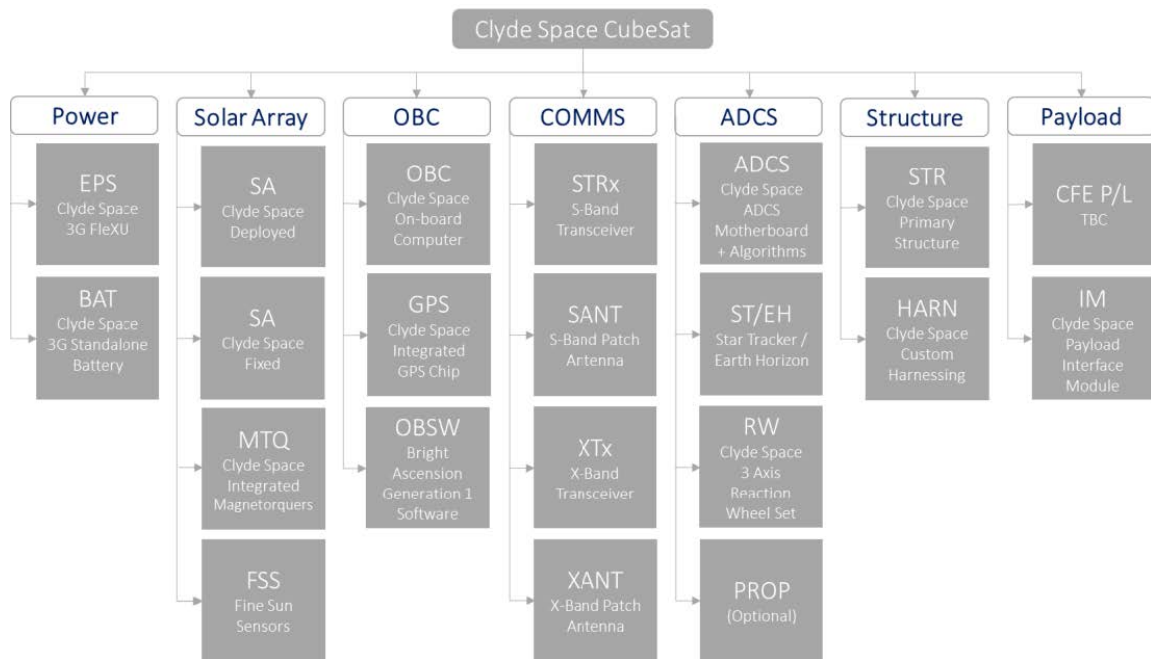 Clyde Space CubeSat
Power
EPS
Clyde Space
3G FleXU
BAT
Clyde Space
3G Standalone
Battery
Solar Array
SA
Clyde Space
Deployed
SA
Clyde Space
Fixed
MTQ
Clyde Space
Integrated
Magnetorquers
FSS
Fine Sun
Sensors
OBC
OBC
Clyde Space
On-board
Computer
GPS
Clyde Space
Integrated
GPS Chip
OBSW
Bright
Ascension
Generation 1
Software
COMMS
STRx
S-Band
Transceiver
SANT
S-Band Patch
Antenna
XTx
X-Band
Transceiver
XANT
X-Band Patch
Antenna
ADCS
ADCS
Clyde Space
ADCS
Motherboard
+ Algorithms
ST/EH
Star Tracker /
Earth Horizon
RW
Clyde Space
3 Axis
Reaction
Wheel Set
PROP
(Optional)
Structure
STR
Clyde Space
Primary
Structure
HARN
Clyde Space
Custom
Harnessing
Payload
CFE P/L
TBC
IM
Clyde Space
Payload
Interface
Module